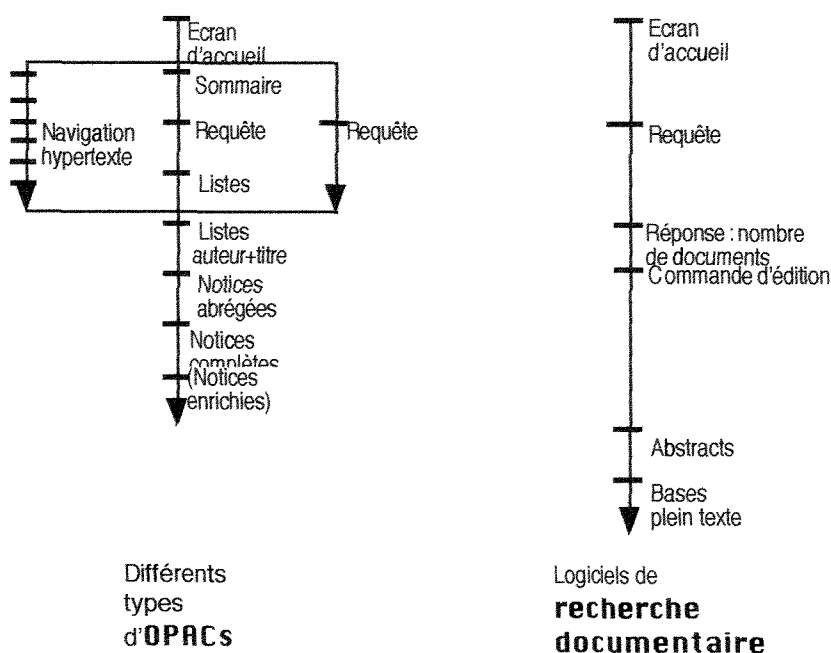 Ecran
d'accueil
Sommaire
Navigation
hypertexte
Requête
Requête
Listes
Listes
auteur+titre
Notices
abrégées
Notices
complètes
(Notices
enrichies)
Différents
types
d'OPACs
Ecran
d'accueil
Requête
Réponse : nombre
de documents
Commande d'édition
Abstracts
Bases
plein texte
Logiciels de
recherche
documentaire